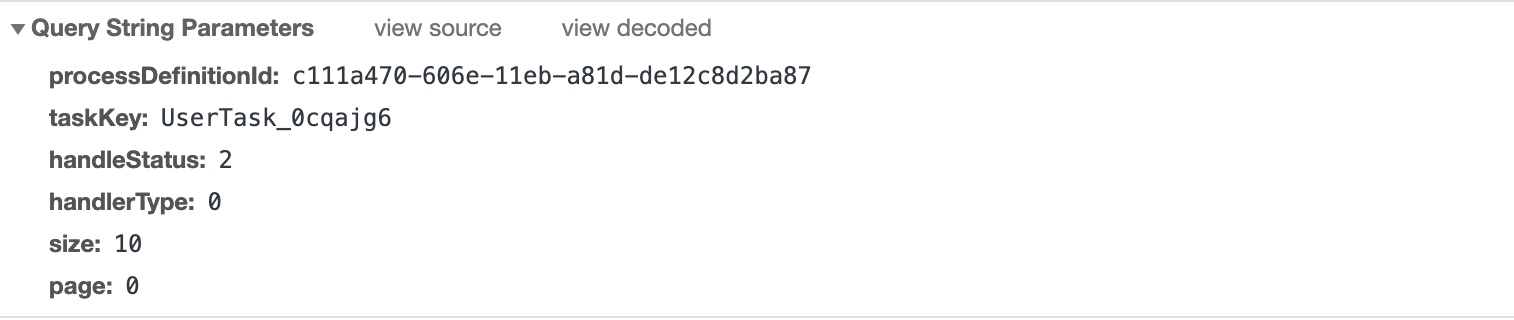 Query String Parameters view source view decoded
processDefinitionId: c111a470-606e-11eb-a81d-de12c8d2ba87
taskKey: UserTask_0cqajg6
handleStatus: 2
handlerType: 0
size: 10
page: 0